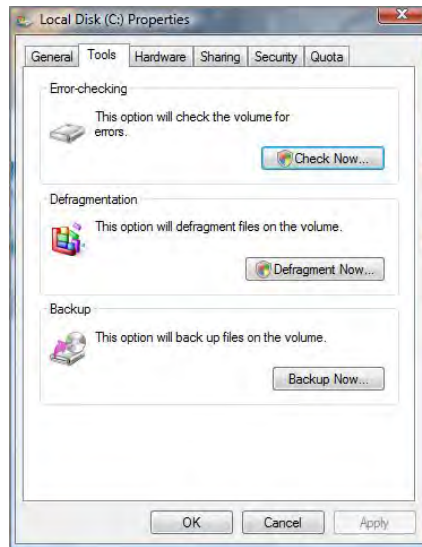 Local Disk (C:) Properties
General Tools Hardware Sharing Security Quota
Error-checking
This option will check the volume for
errors.
Check Now...
Defragmentation
This option will defragment files on the volume.
Defragment Now...
Backup
This option will back up files on the volume.
Backup Now...
OK Cancel Apply